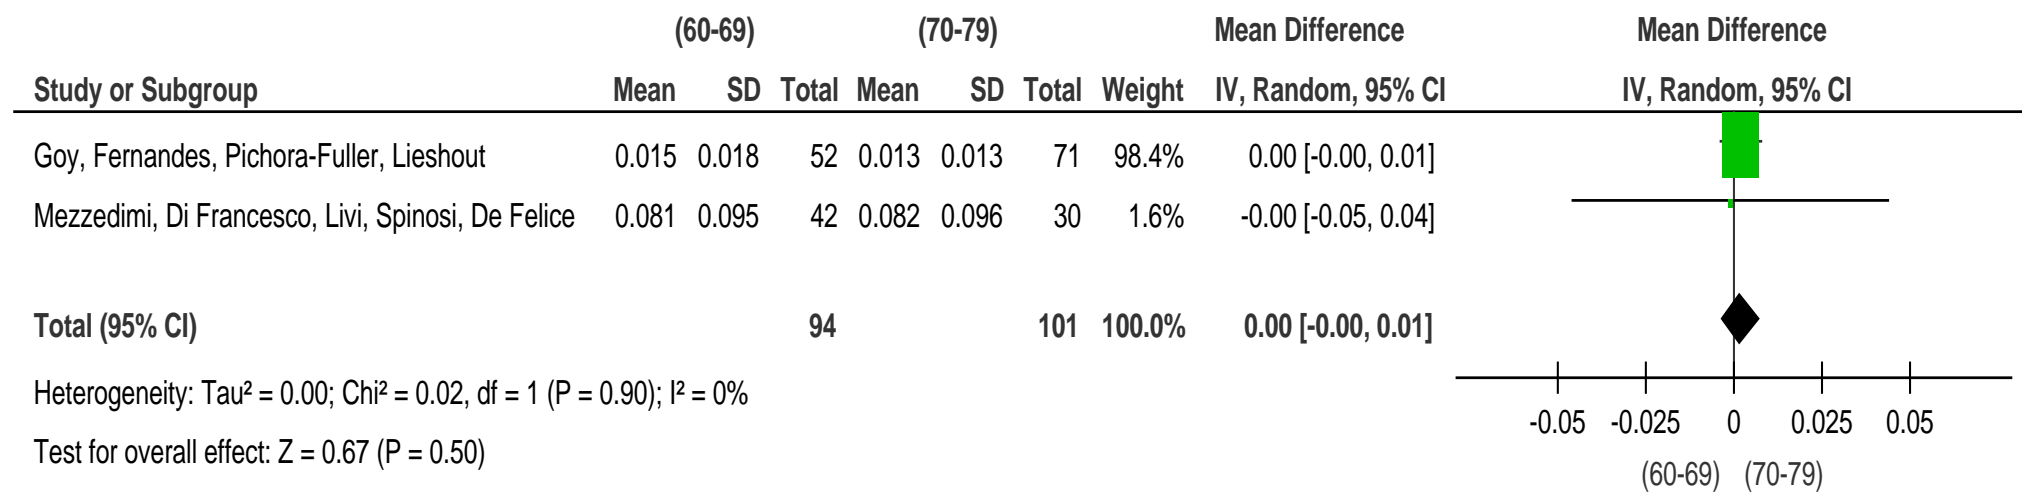 (60-69) (70-79) Mean Difference Mean Difference
Study or Subgroup Mean SD Total Mean SD Total Weight IV, Random, 95% CI IV, Random, 95% CI
Goy, Fernandes, Pichora-Fuller, Lieshout 0.015 0.018 52 0.013 0.013 71 98.4% 0.00 [-0.00, 0.01]
Mezzedimi, Di Francesco, Livi, Spinosi, De Felice 0.081 0.095 42 0.082 0.096 30 1.6% -0.00 [-0.05, 0.04]
Total (95% CI) 94 101 100.0% 0.00 [-0.00, 0.01]
Heterogeneity: Tau² = 0.00; Chi² = 0.02, df = 1 (P = 0.90); I² = 0%
Test for overall effect: Z = 0.67 (P = 0.50)
-0.05 -0.025 0 0.025 0.05
(60-69) (70-79)